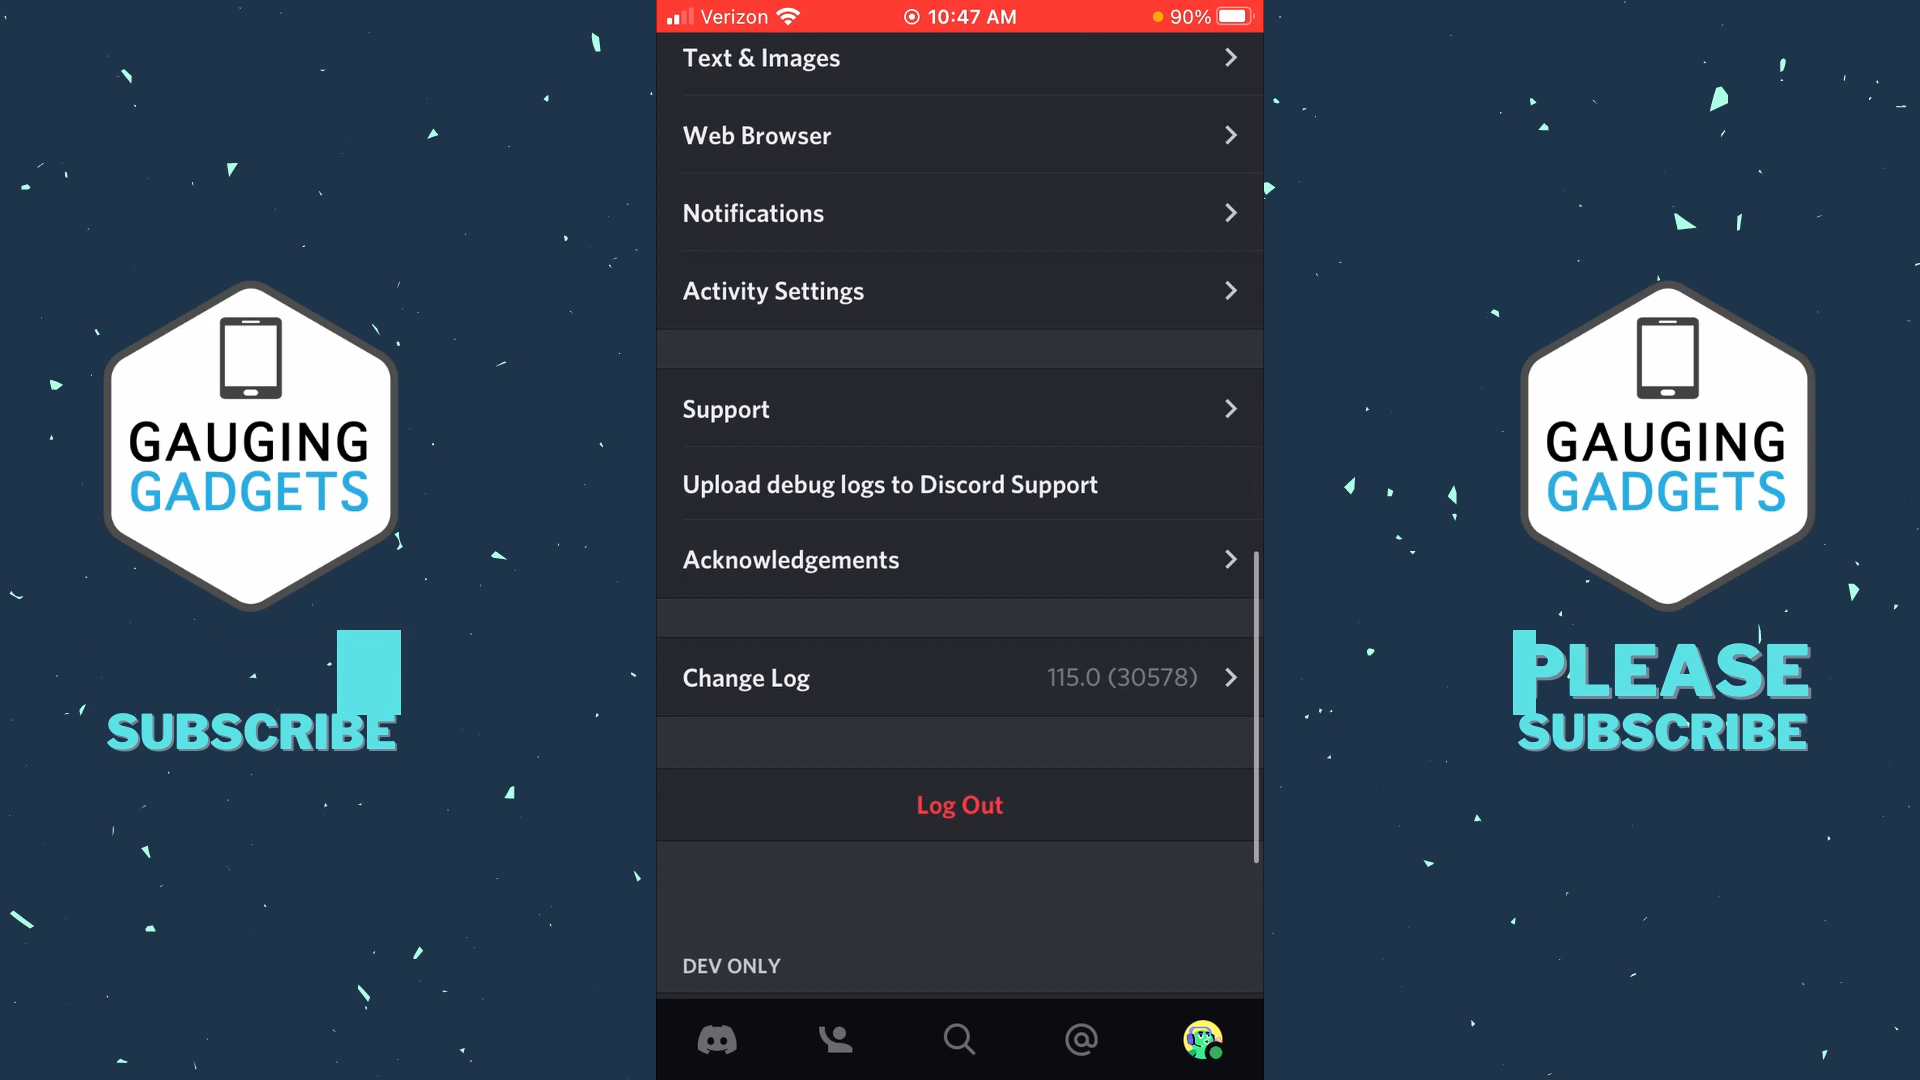 Verizon 10:47 AM 90%
Text & Images
Web Browser
Notifications
Activity Settings
Support
Upload debug logs to Discord Support
Acknowledgements
Change Log 115.0 (30578)
Log Out
DEV ONLY
GAUGING
GADGETS
SUBSCRIBE
GAUGING
GADGETS
PLEASE
SUBSCRIBE